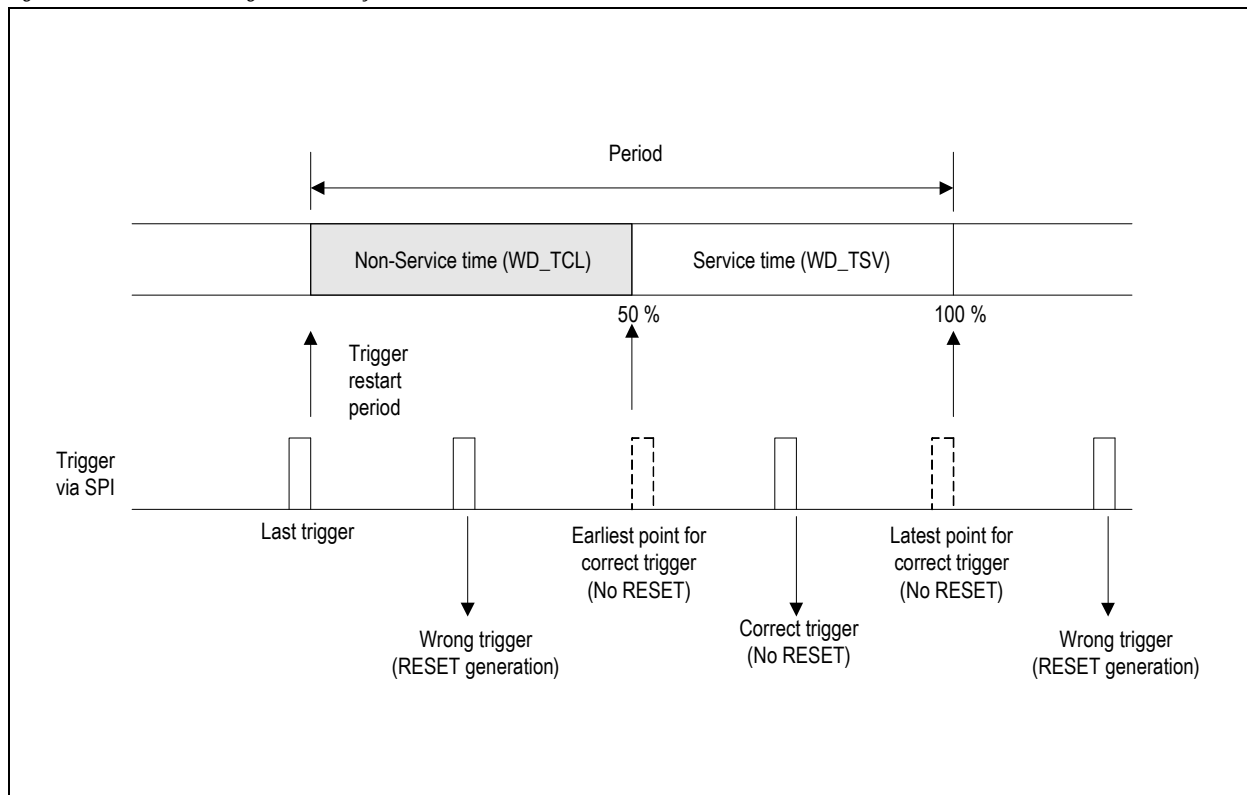 Period
Non-Service time (WD_TCL)
Service time (WD_TSV)
50 %
100 %
Trigger
restart
period
Trigger
via SPI
Last trigger
Earliest point for
correct trigger
(No RESET)
Latest point for
correct trigger
(No RESET)
Wrong trigger
(RESET generation)
Correct trigger
(No RESET)
Wrong trigger
(RESET generation)